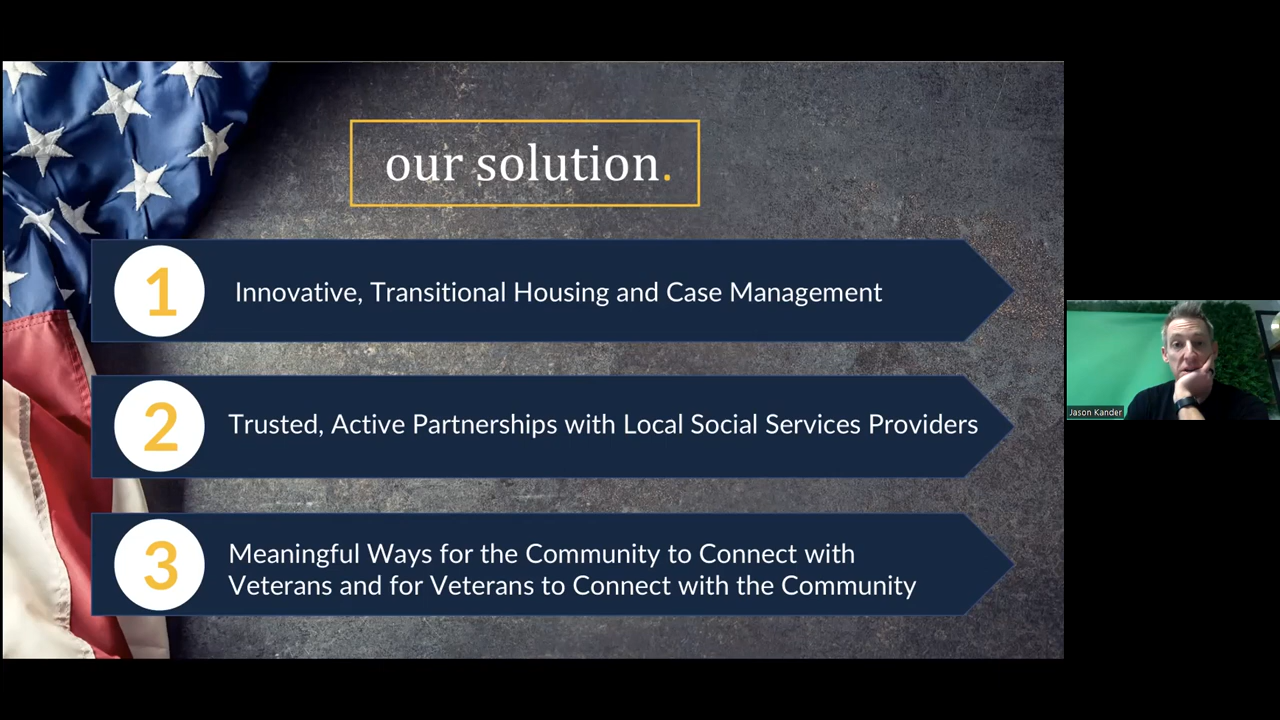 our solution.
1
Innovative, Transitional Housing and Case Management
2
Trusted, Active Partnerships with Local Social Services Providers
3
Meaningful Ways for the Community to Connect with
Veterans and for Veterans to Connect with the Community
Jason Kander